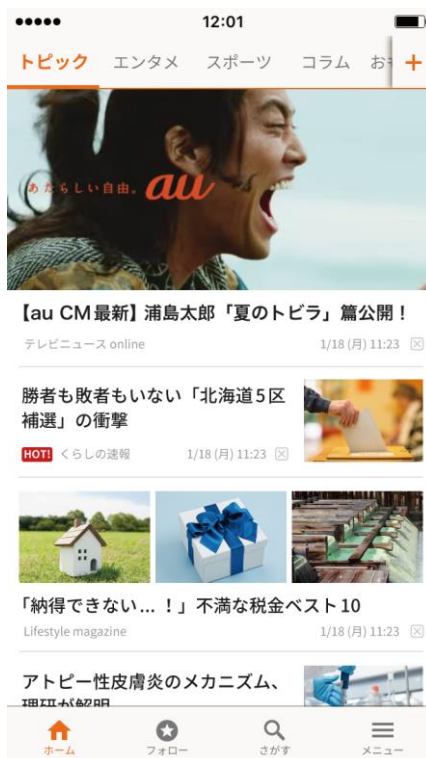 12:01
トピック エンタメ スポーツ コラム お
あたらしい自由。 au
【au CM最新】浦島太郎「夏のトビラ」篇公開！
テレビニュース online 1/18 (月) 11:23
勝者も敗者もいない「北海道5区
補選」の衝撃
HOT! くらしの速報 1/18 (月) 11:23
「納得できない...！」不満な税金ベスト10
Lifestyle magazine 1/18 (月) 11:23
アトピー性皮膚炎のメカニズム、
理研が解明
ホーム フォロー さがす メニュー